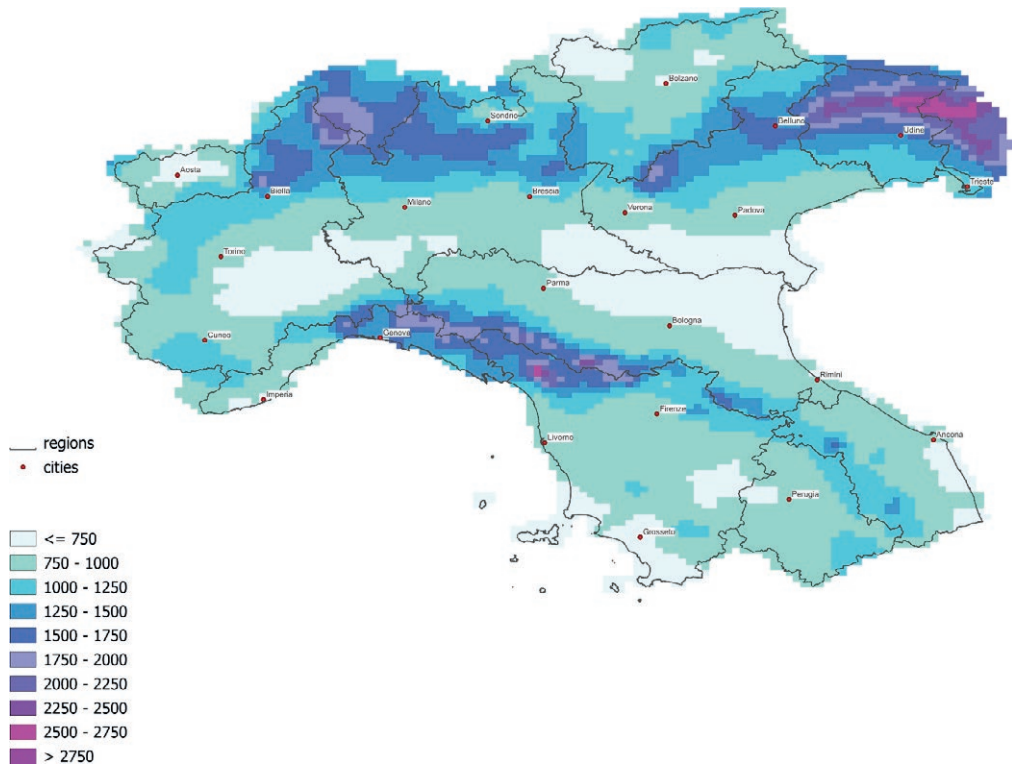 Bolzano
Sondrio
Belluno
Udine
Aosta
Trieste
Biella
Brescia
Milano
Verona
Padova
Torino
Parma
Bologna
Cuneo
Genova
Rimini
Imperia
Firenze
Livorno
Ancona
Perugia
Grosseto
regions
cities
<= 750
750 - 1000
1000 - 1250
1250 - 1500
1500 - 1750
1750 - 2000
2000 - 2250
2250 - 2500
2500 - 2750
> 2750